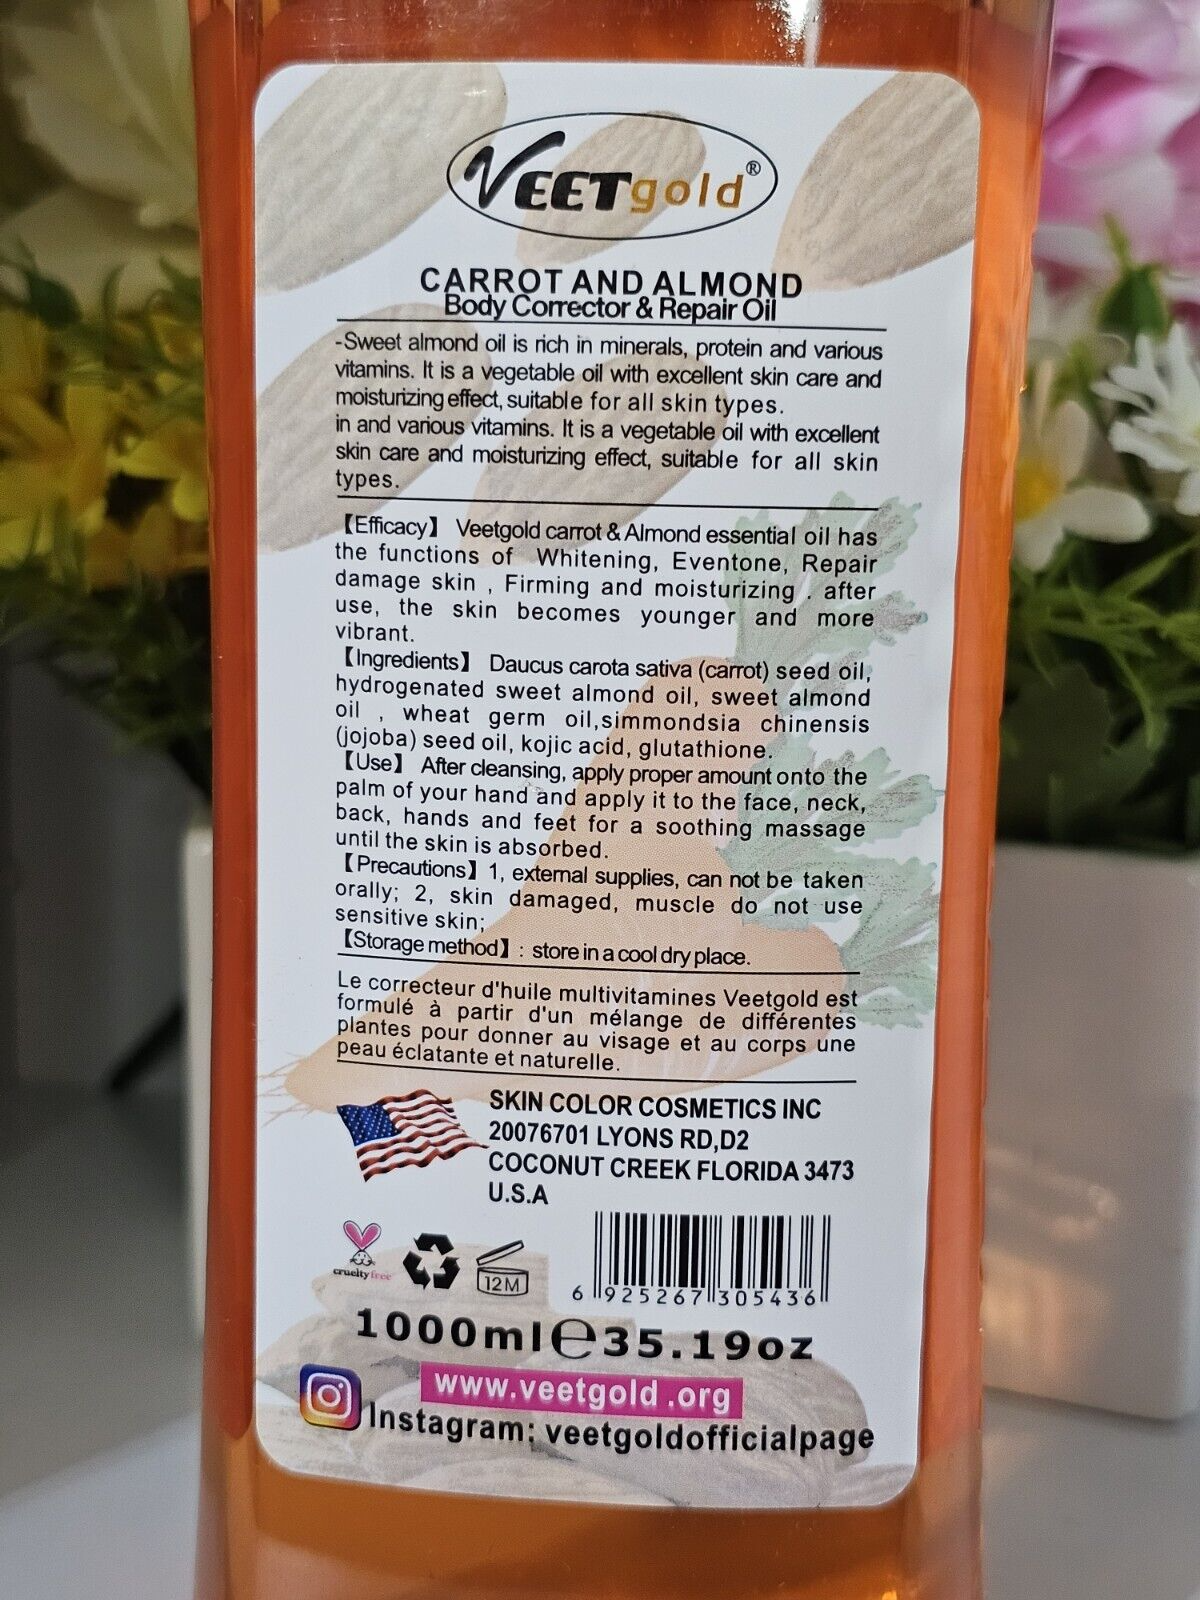 VEETgold®
CARROT AND ALMOND
Body Corrector & Repair Oil
-Sweet almond oil is rich in minerals, protein and various
vitamins. It is a vegetable oil with excellent skin care and
moisturizing effect, suitable for all skin types.
in and various vitamins. It is a vegetable oil with excellent
skin care and moisturizing effect, suitable for all skin
types.
【Efficacy】 Veetgold carrot & Almond essential oil has
the functions of Whitening, Eventone, Repair
damage skin , Firming and moisturizing . after
use, the skin becomes younger and more
vibrant.
【Ingredients】 Daucus carota sativa (carrot) seed oil,
hydrogenated sweet almond oil, sweet almond
oil , wheat germ oil,simmondsia chinensis
(jojoba) seed oil, kojic acid, glutathione.
【Use】 After cleansing, apply proper amount onto the
palm of your hand and apply it to the face, neck,
back, hands and feet for a soothing massage
until the skin is absorbed.
【Precautions】1, external supplies, can not be taken
orally; 2, skin damaged, muscle do not use
sensitive skin;
【Storage method】: store in a cool dry place.
Le correcteur d'huile multivitamines Veetgold est
formulé à partir d'un mélange de différentes
plantes pour donner au visage et au corps une
peau éclatante et naturelle.
SKIN COLOR COSMETICS INC
20076701 LYONS RD,D2
COCONUT CREEK FLORIDA 3473
U.S.A
cruelty free
12M
6 925267 305436
1000ml℮35.19oz
www.veetgold .org
Instagram: veetgoldofficialpage